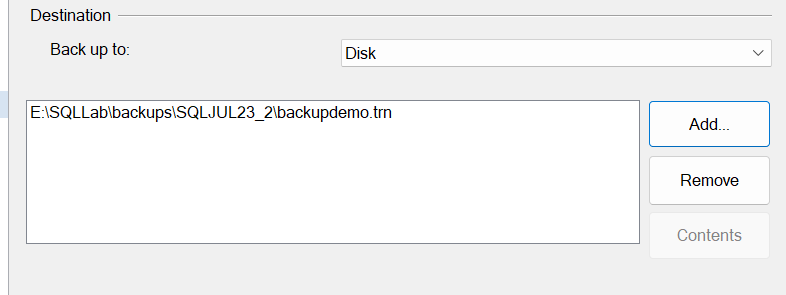 Destination
Back up to:
Disk
E:\SQLLab\backups\SQLJUL23_2\backupdemo.trn
Add...
Remove
Contents